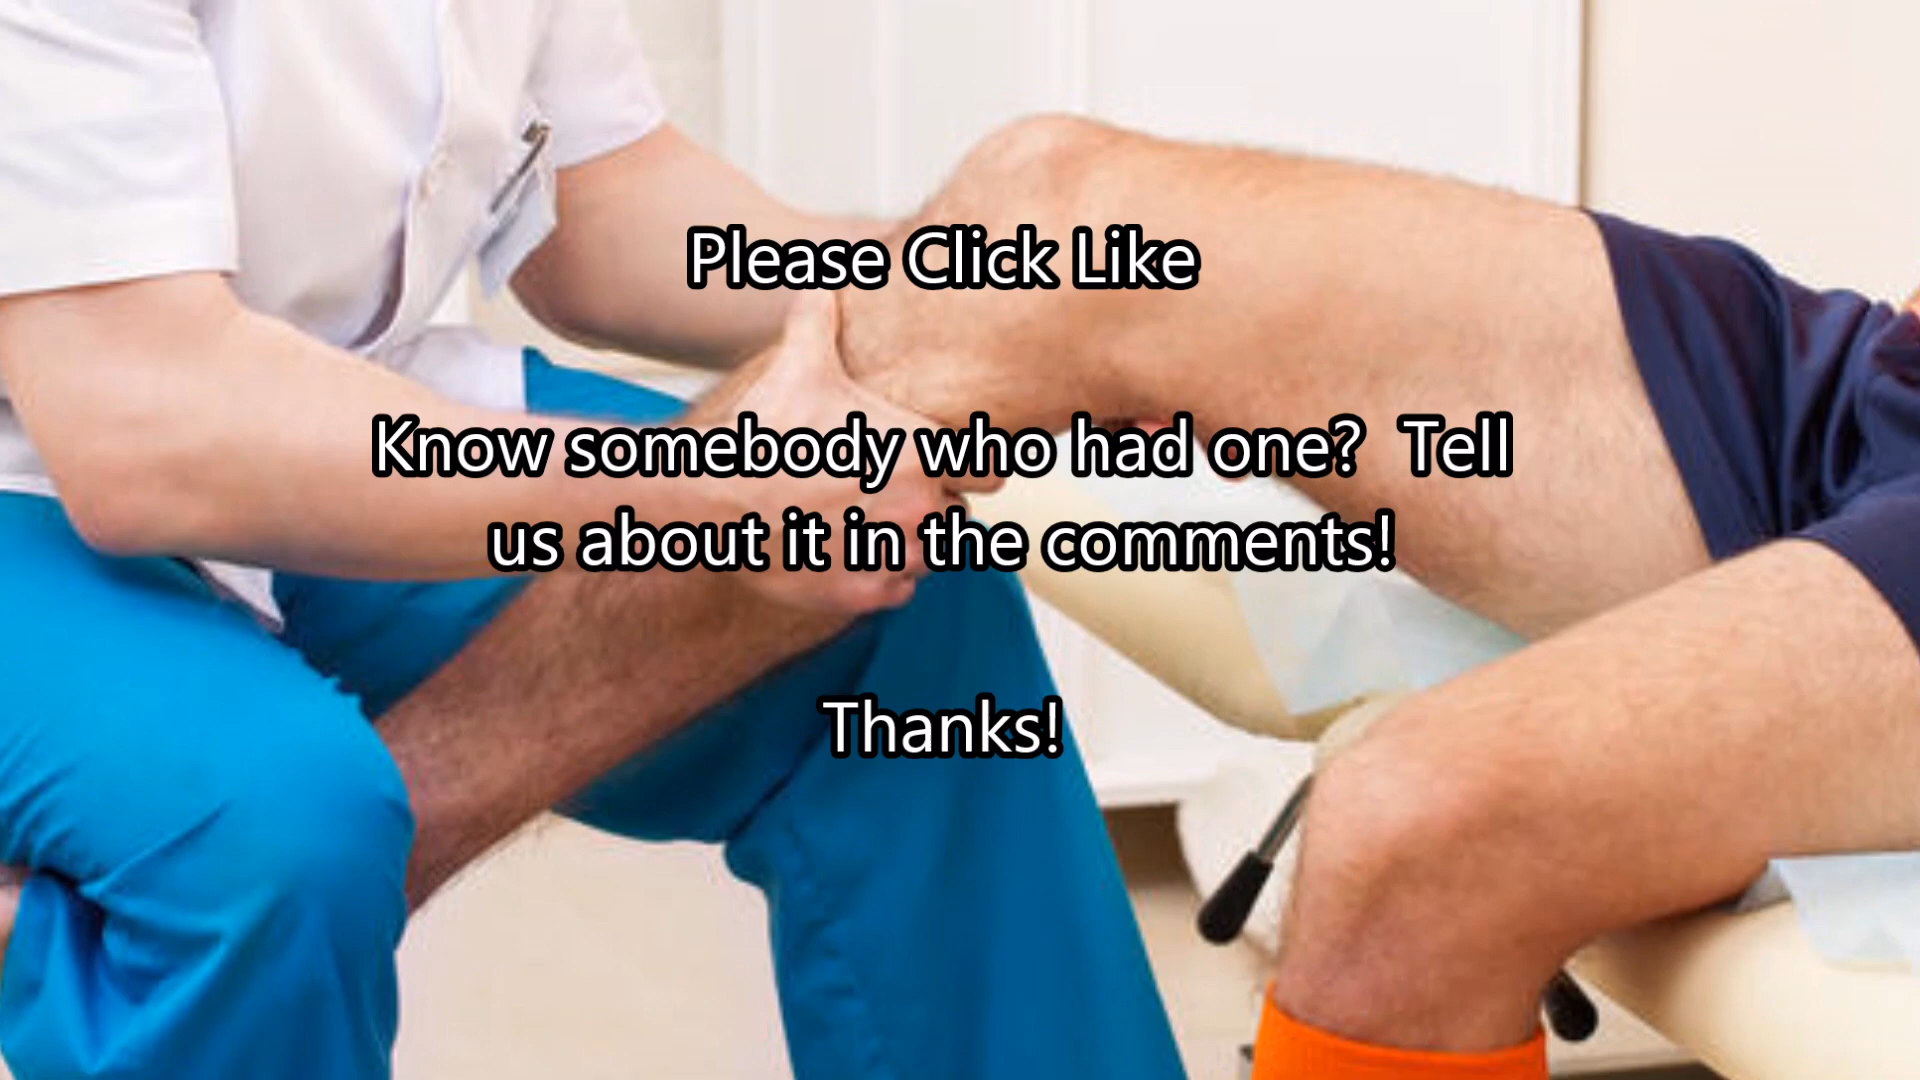 Please Click Like
Know somebody who had one?  Tell
us about it in the comments!
Thanks!